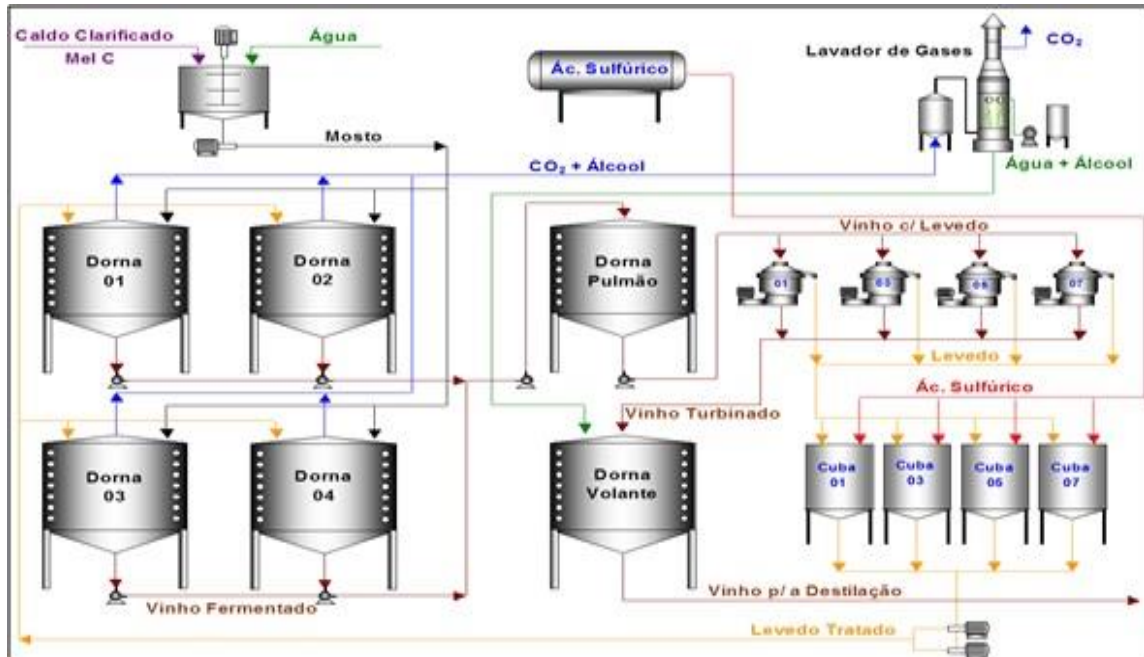 Caldo Clarificado
Mel C
Água
Ác. Sulfúrico
Lavador de Gases
CO₂
Mosto
CO₂ + Álcool
Água + Álcool
Vinho c/ Levedo
Dorna
01
Dorna
02
Dorna
Pulmão
01
03
05
07
Levedo
Ác. Sulfúrico
Vinho Turbinado
Dorna
03
Dorna
04
Dorna
Volante
Cuba
01
Cuba
03
Cuba
05
Cuba
07
Vinho Fermentado
Vinho p/ a Destilação
Levedo Tratado